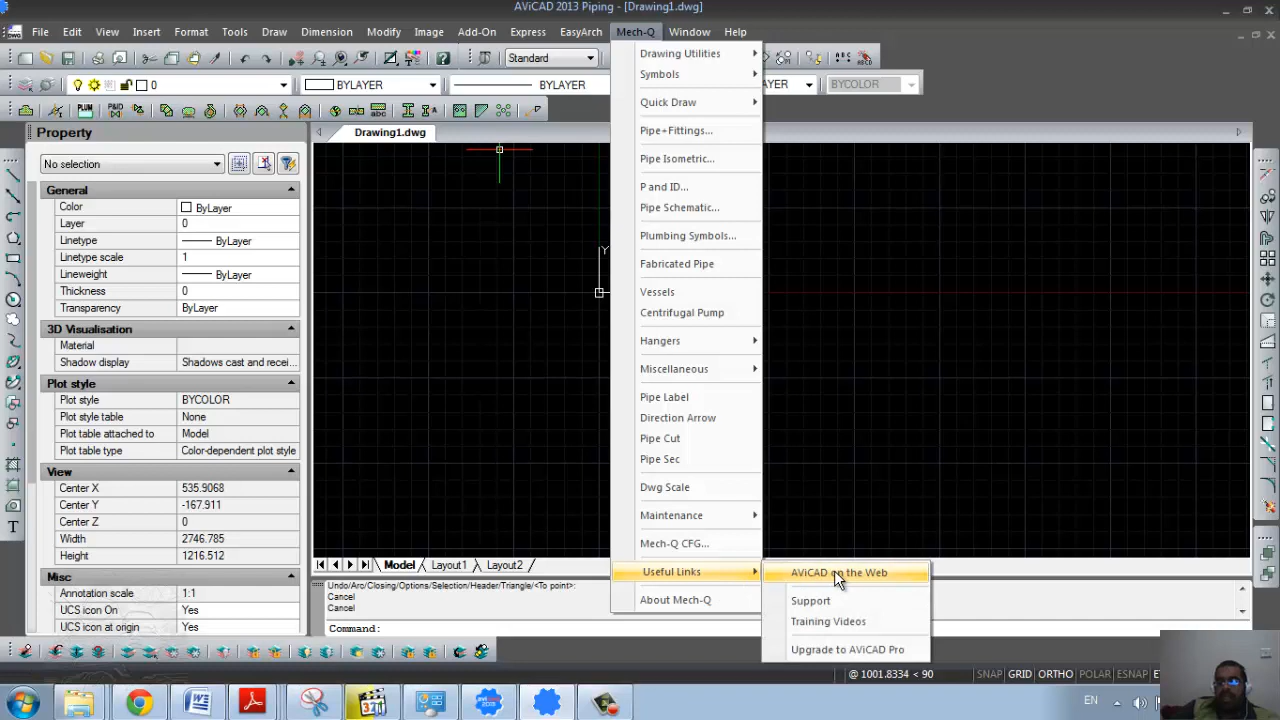 AViCAD 2013 Piping - [Drawing1.dwg]
File Edit View Insert Format Tools Draw Dimension Modify Image Add-On Express EasyArch Mech-Q Window Help
Standard
0 BYLAYER BYLAYER BYCOLOR
PLUM P&ID abc
Property
Drawing1.dwg
No selection
General
Color ByLayer
Layer 0
Linetype ByLayer
Linetype scale 1
Lineweight ByLayer
Thickness 0
Transparency ByLayer
3D Visualisation
Material
Shadow display Shadows cast and recei...
Plot style
Plot style BYCOLOR
Plot style table None
Plot table attached to Model
Plot table type Color-dependent plot style
View
Center X 535.9068
Center Y -167.911
Center Z 0
Width 2746.785
Height 1216.512
Misc
Annotation scale 1:1
UCS icon On Yes
UCS icon at origin Yes
Y
Drawing Utilities
Symbols
Quick Draw
Pipe+Fittings...
Pipe Isometric...
P and ID...
Pipe Schematic...
Plumbing Symbols...
Fabricated Pipe
Vessels
Centrifugal Pump
Hangers
Miscellaneous
Pipe Label
Direction Arrow
Pipe Cut
Pipe Sec
Dwg Scale
Maintenance
Mech-Q CFG...
Useful Links
About Mech-Q
AViCAD on the Web
Support
Training Videos
Upgrade to AViCAD Pro
Model Layout1 Layout2
Undo/Arc/Closing/Options/Selection/Header/Triangle/<To point>:
Cancel
Cancel
Command:
@ 1001.8334 < 90 SNAP GRID ORTHO POLAR ESNAP
EN